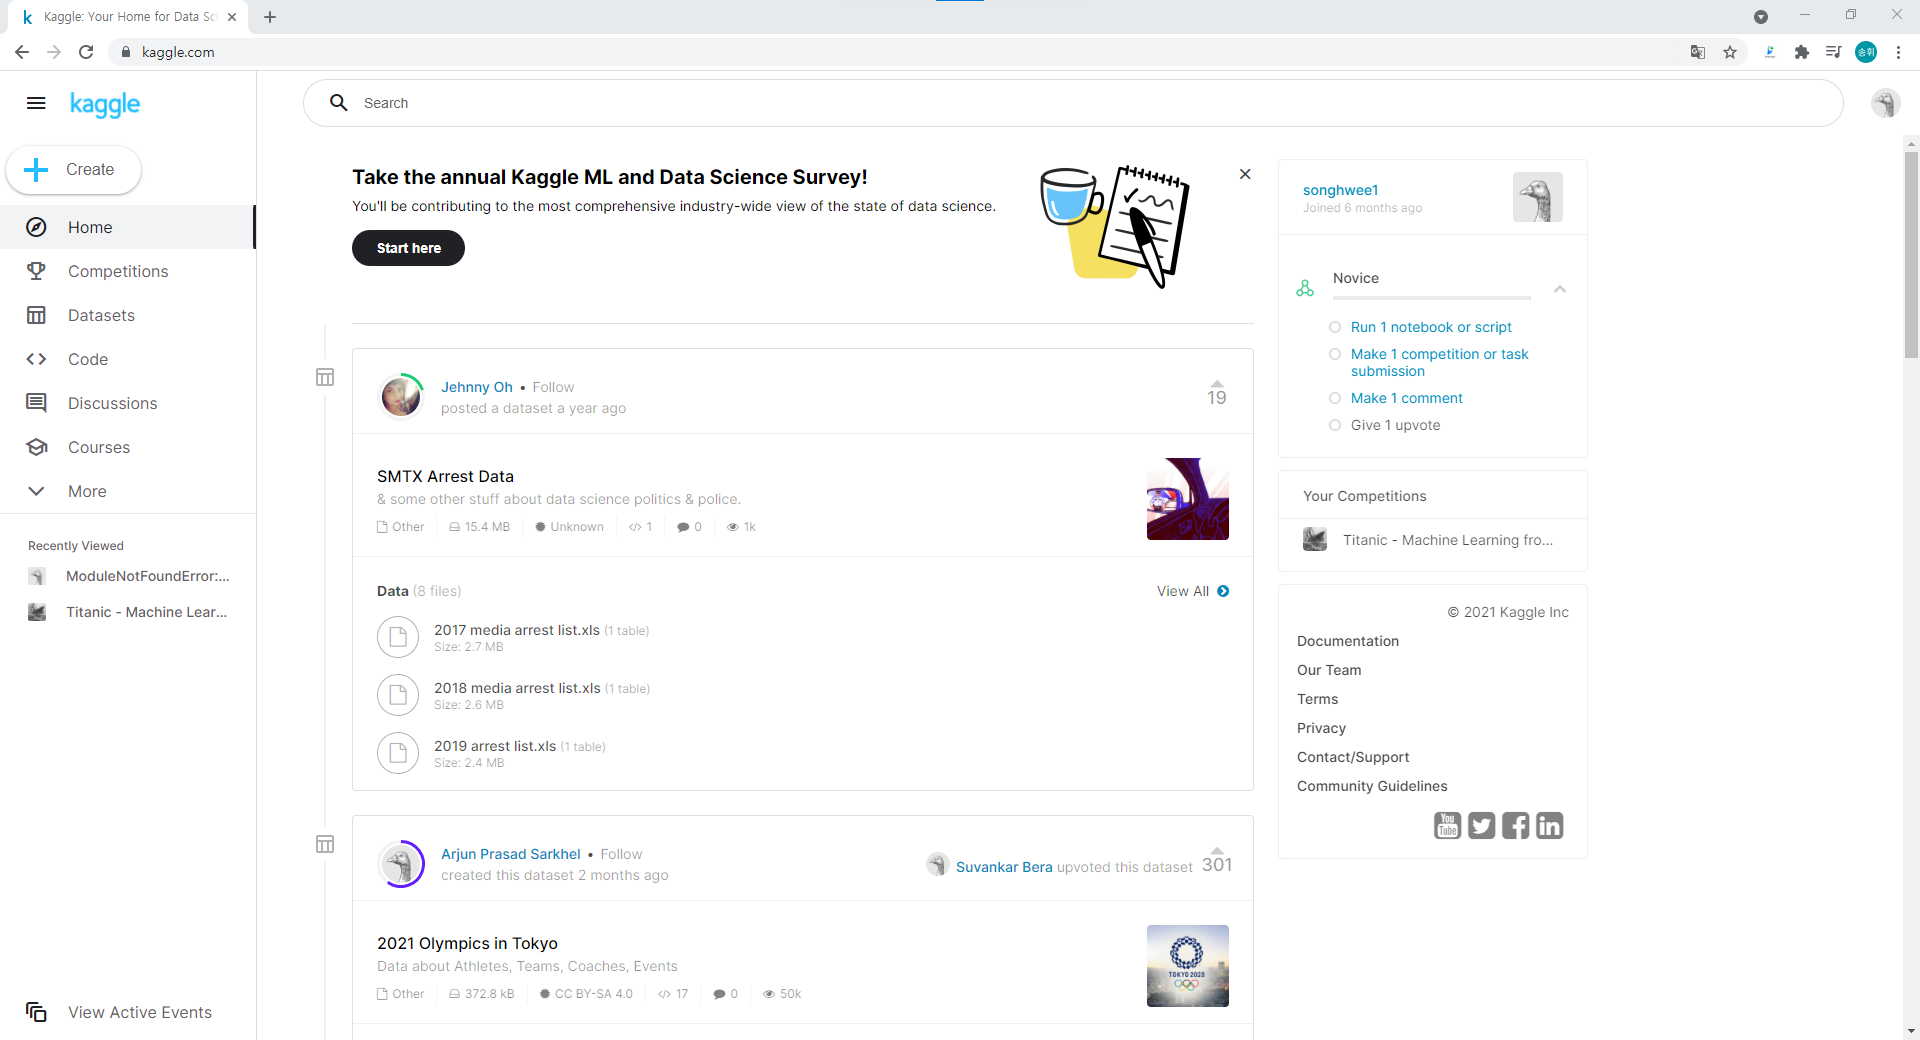 Kaggle: Your Home for Data Sc
kaggle.com
송휘
kaggle
Search
Create
Home
Competitions
Datasets
Code
Discussions
Courses
More
Recently Viewed
ModuleNotFoundError:...
Titanic - Machine Lear...
View Active Events
Take the annual Kaggle ML and Data Science Survey!
You'll be contributing to the most comprehensive industry-wide view of the state of data science.
Start here
Jehnny Oh • Follow
posted a dataset a year ago
19
SMTX Arrest Data
& some other stuff about data science politics & police.
Other 15.4 MB Unknown 1 0 1k
Data (8 files) View All
2017 media arrest list.xls (1 table)
Size: 2.7 MB
2018 media arrest list.xls (1 table)
Size: 2.6 MB
2019 arrest list.xls (1 table)
Size: 2.4 MB
Arjun Prasad Sarkhel • Follow
created this dataset 2 months ago
Suvankar Bera upvoted this dataset 301
2021 Olympics in Tokyo
Data about Athletes, Teams, Coaches, Events
Other 372.8 kB CC BY-SA 4.0 17 0 50k
TOKYO 2020
songhwee1
Joined 6 months ago
Novice
Run 1 notebook or script
Make 1 competition or task
submission
Make 1 comment
Give 1 upvote
Your Competitions
Titanic - Machine Learning fro...
© 2021 Kaggle Inc
Documentation
Our Team
Terms
Privacy
Contact/Support
Community Guidelines
You Tube